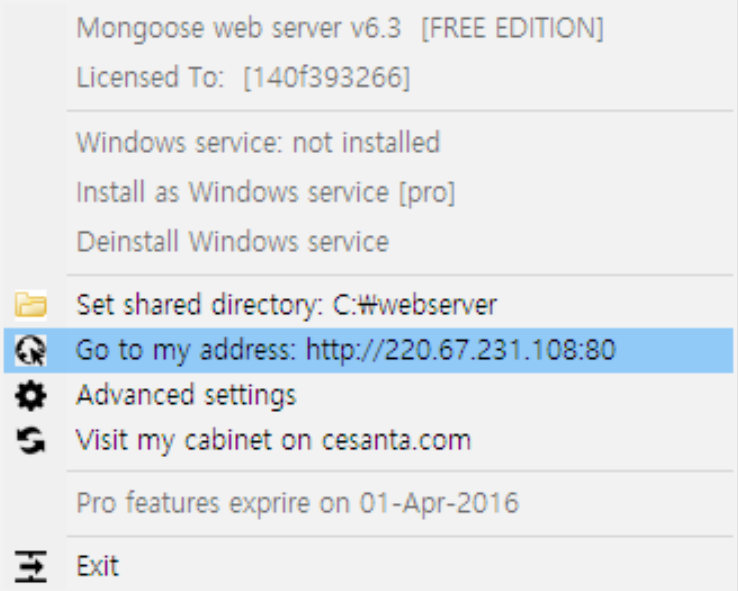 Mongoose web server v6.3 [FREE EDITION]
Licensed To: [140f393266]
Windows service: not installed
Install as Windows service [pro]
Deinstall Windows service
Set shared directory: C:₩webserver
Go to my address: http://220.67.231.108:80
Advanced settings
Visit my cabinet on cesanta.com
Pro features exprire on 01-Apr-2016
Exit